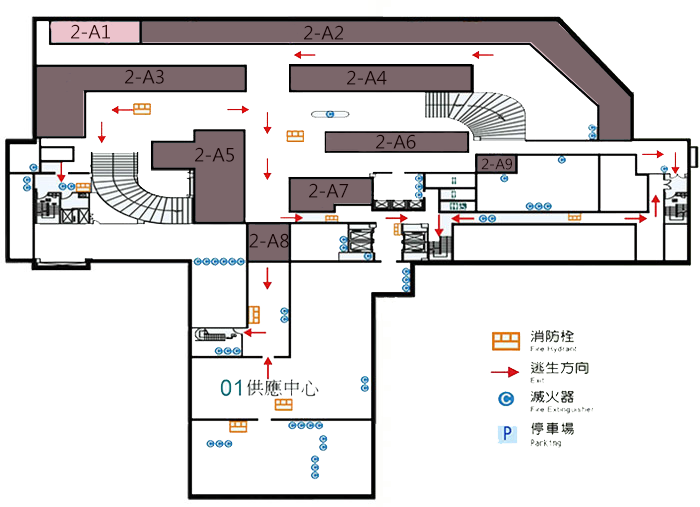 2-A1
2-A2
2-A3
2-A4
2-A5
2-A6
2-A7
2-A8
2-A9
01供應中心
消防栓
Fire Hydrant
逃生方向
Exit
滅火器
Fire Extinguisher
P
停車場
Parking